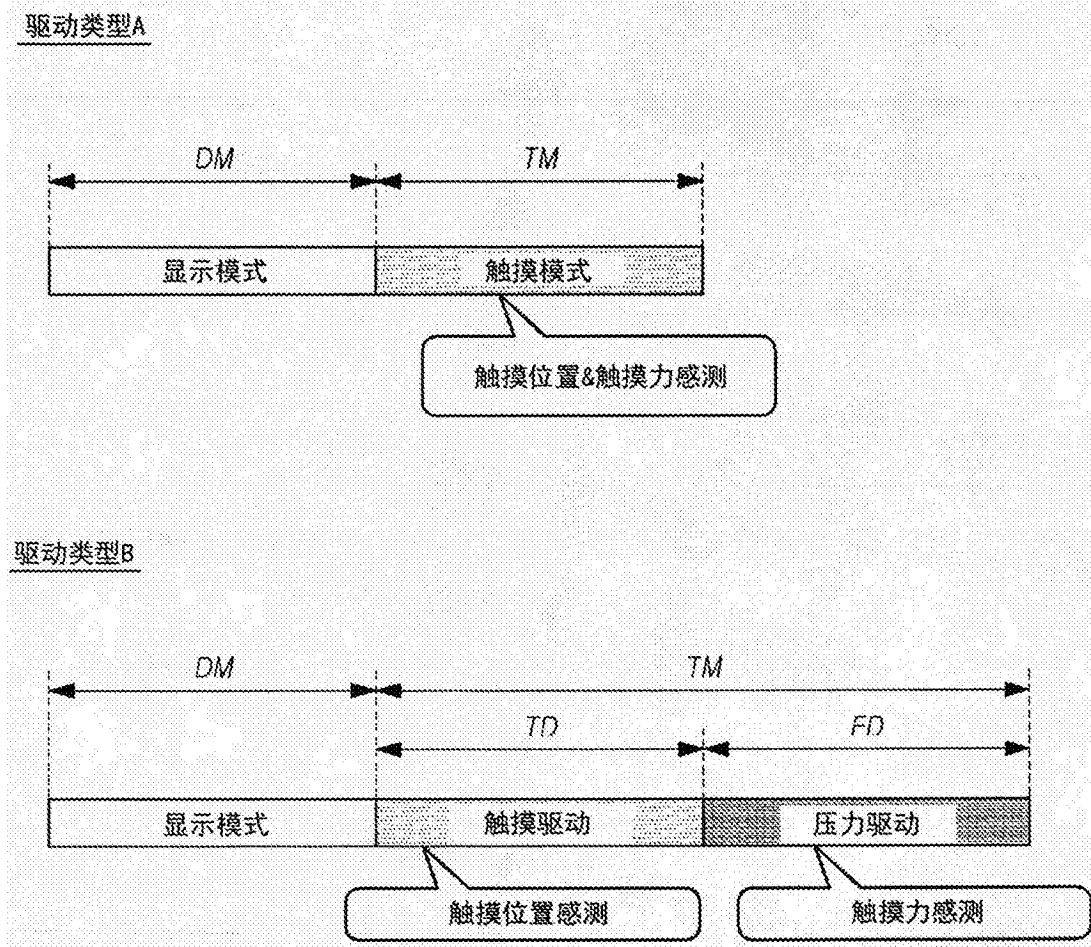 驱动类型A
DM
TM
显示模式
触摸模式
触摸位置&触摸力感测
驱动类型B
DM
TM
TD
FD
显示模式
触摸驱动
压力驱动
触摸位置感测
触摸力感测